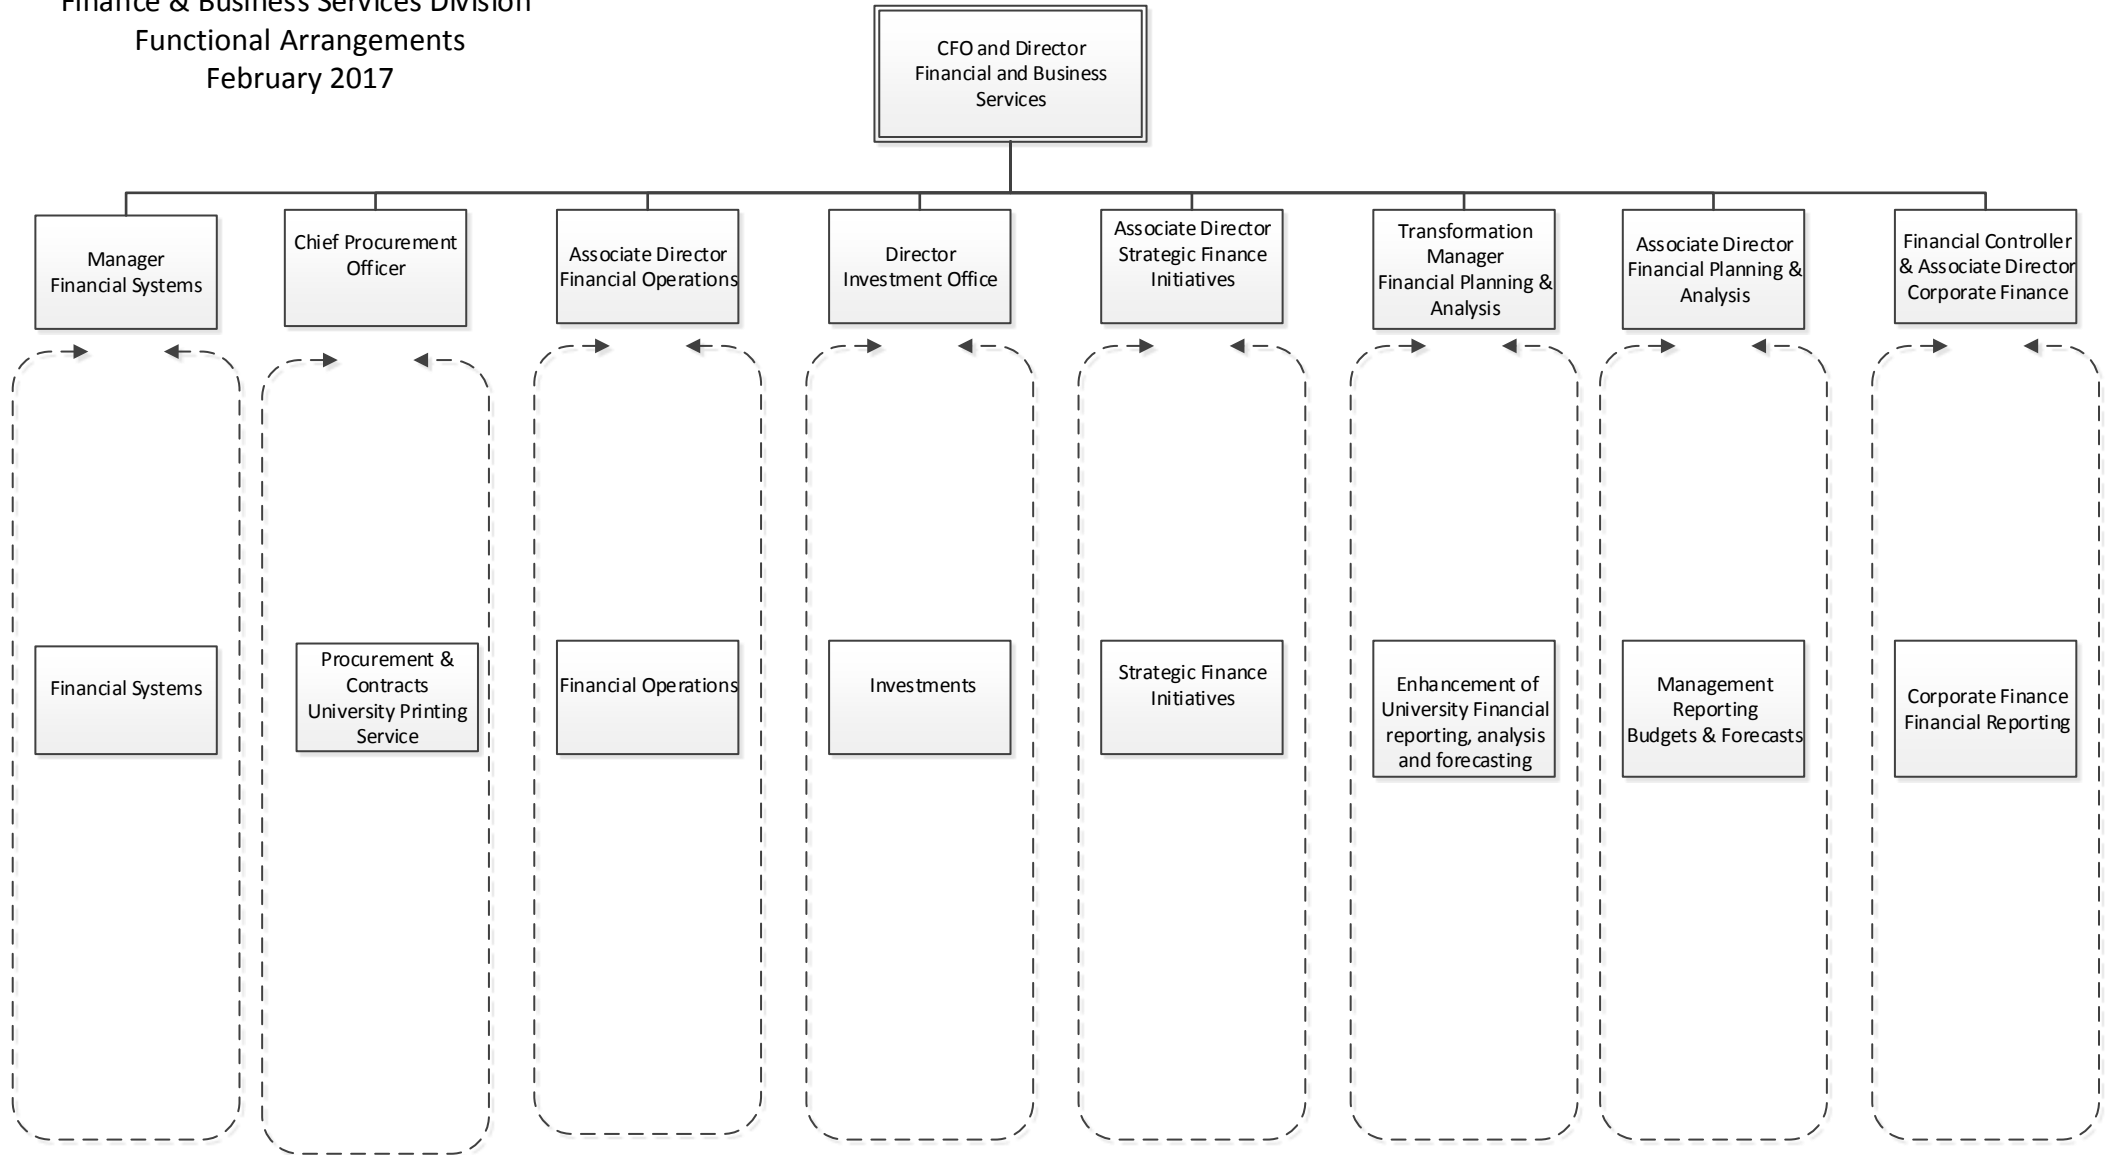 Finance & Business Services Division
Functional Arrangements
February 2017
CFO and Director
Financial and Business
Services
Manager
Financial Systems
Chief Procurement
Officer
Associate Director
Financial Operations
Director
Investment Office
Associate Director
Strategic Finance
Initiatives
Transformation
Manager
Financial Planning &
Analysis
Associate Director
Financial Planning &
Analysis
Financial Controller
& Associate Director
Corporate Finance
Financial Systems
Procurement &
Contracts
University Printing
Service
Financial Operations
Investments
Strategic Finance
Initiatives
Enhancement of
University Financial
reporting, analysis
and forecasting
Management
Reporting
Budgets & Forecasts
Corporate Finance
Financial Reporting